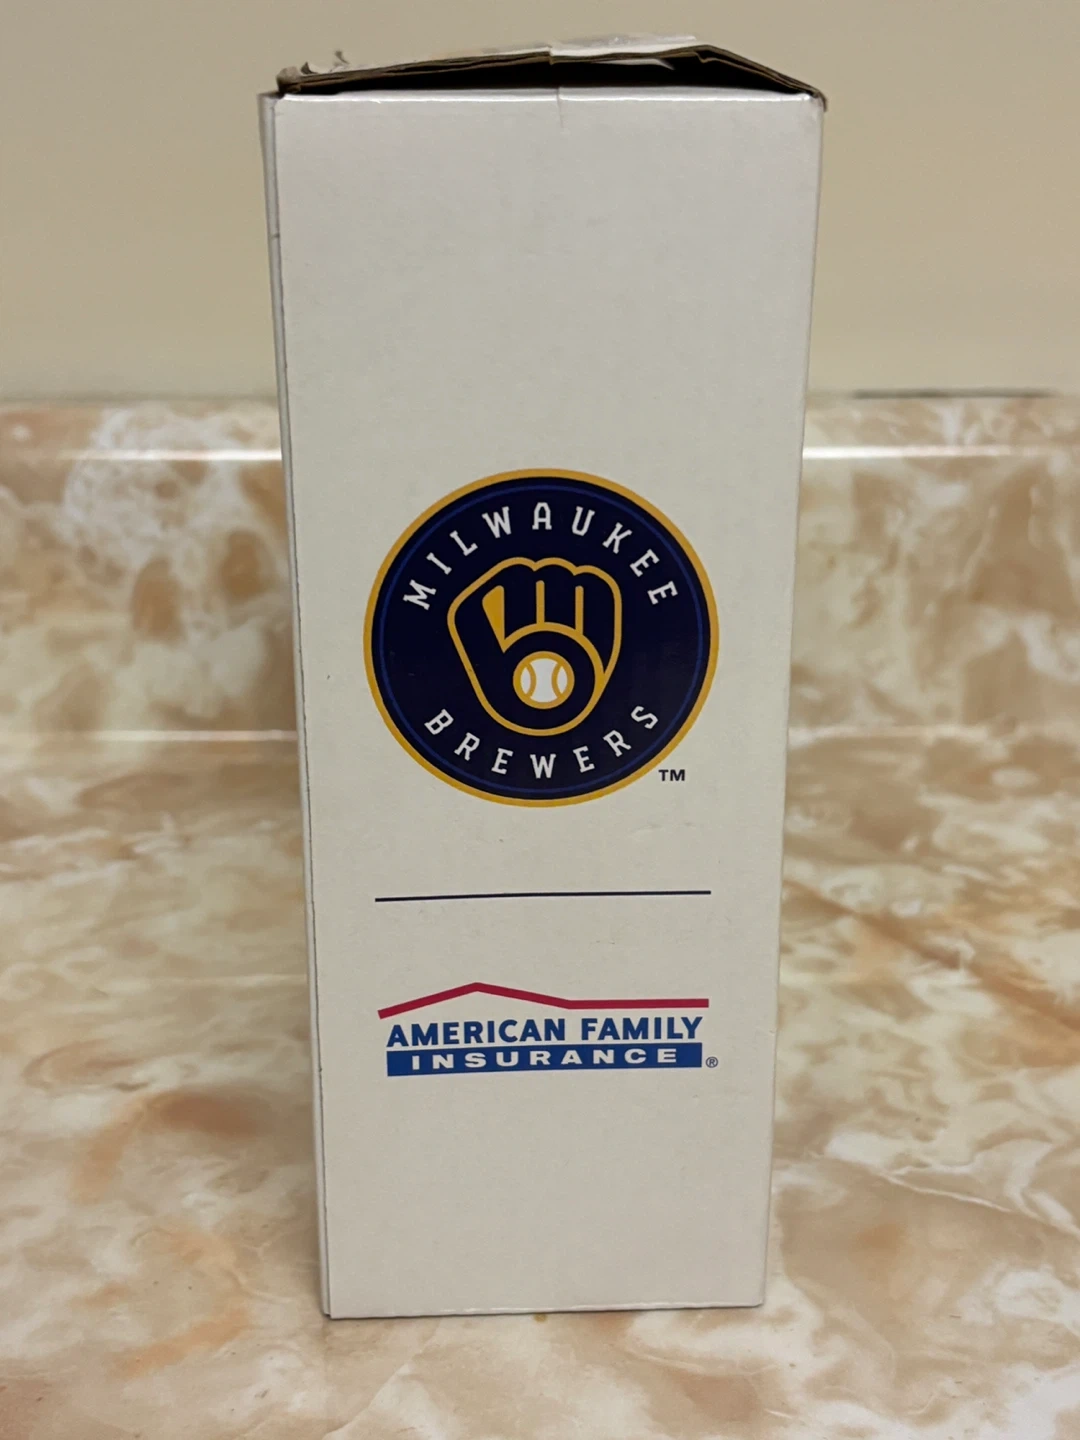 MILWAUKEE
BREWERS
TM
AMERICAN FAMILY
INSURANCE ®